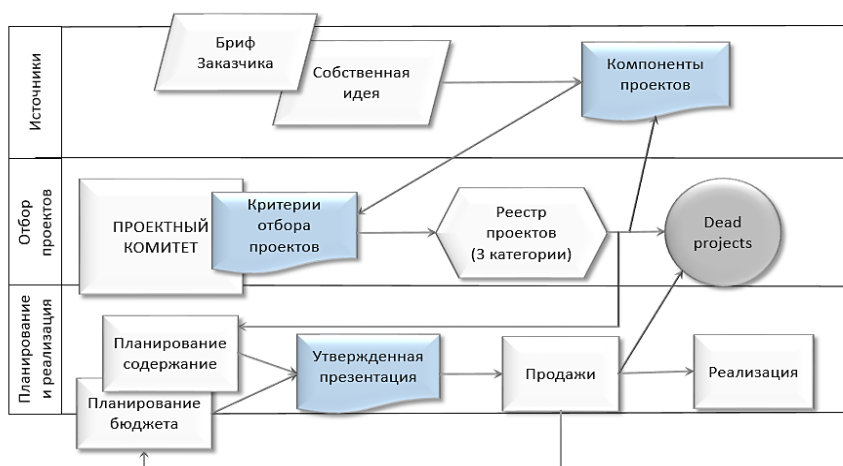 Источники
Бриф
Заказчика
Собственная
идея
Компоненты
проектов
Отбор
проектов
ПРОЕКТНЫЙ
КОМИТЕТ
Критерии
отбора
проектов
Реестр
проектов
(3 категории)
Dead
projects
Планирование
и реализация
Планирование
содержание
Планирование
бюджета
Утвержденная
презентация
Продажи
Реализация